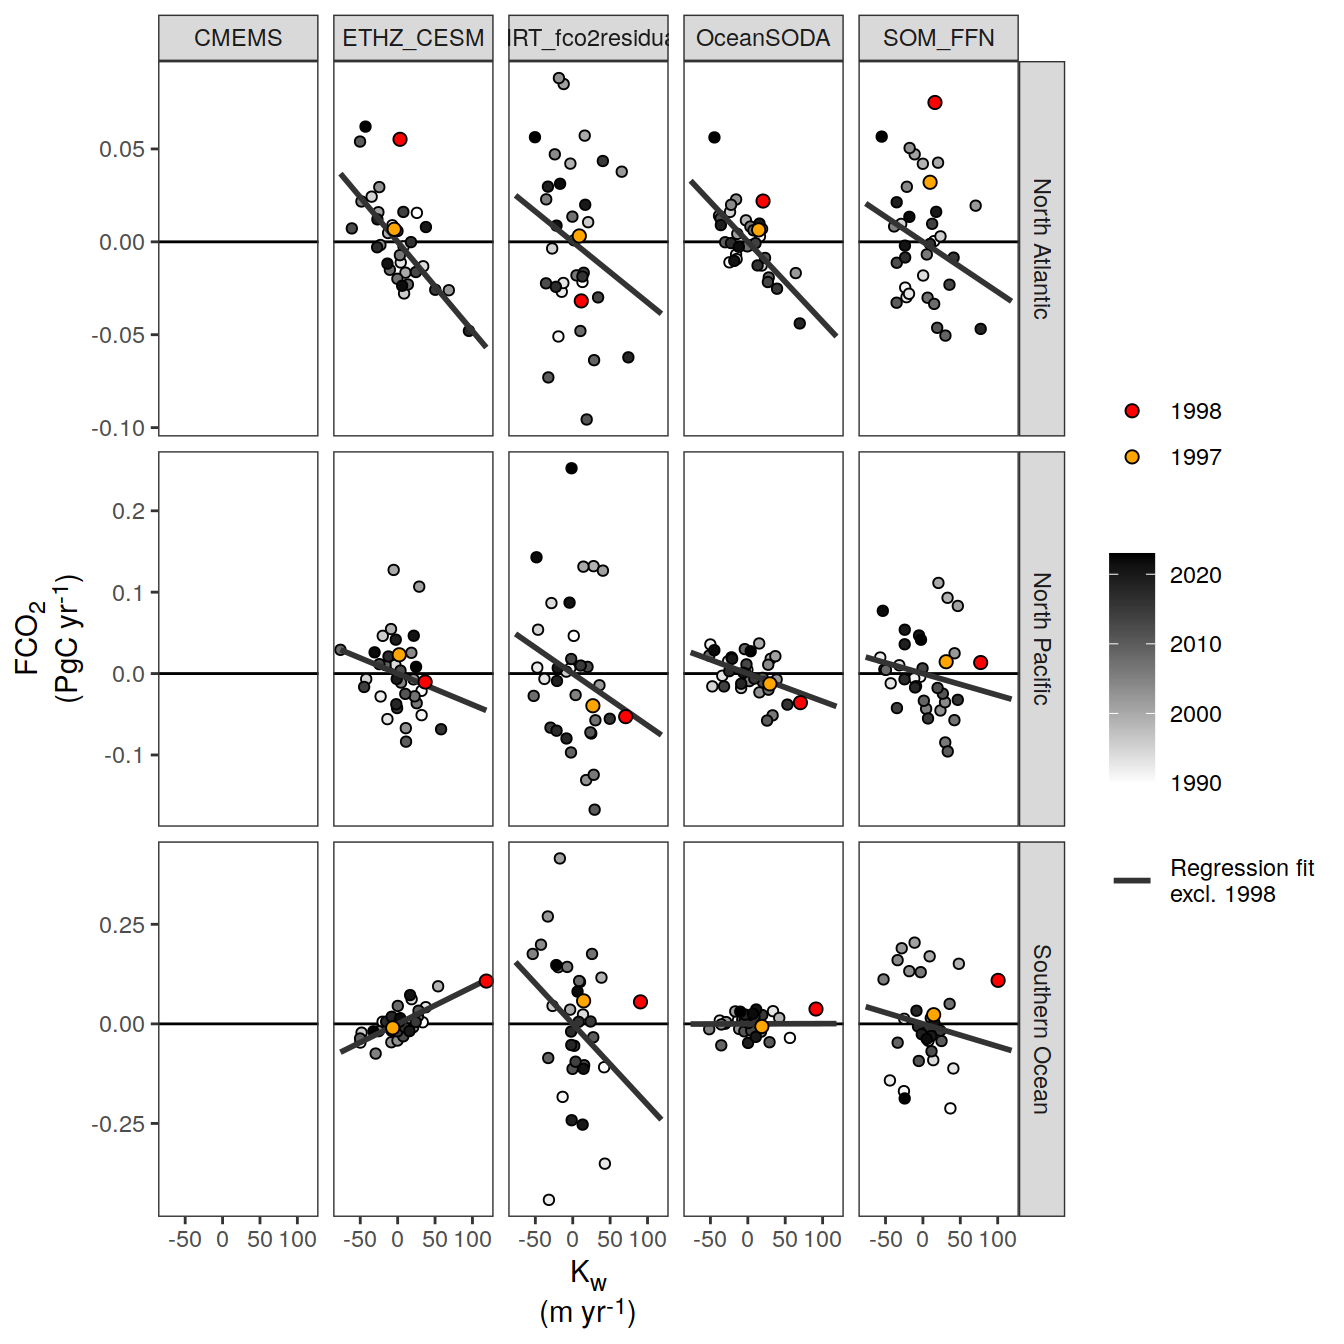 CMEMS ETHZ_CESM IRT_fco2residua OceanSODA SOM_FFN
0.05
0.00
-0.05
-0.10
North Atlantic
0.2
0.1
0.0
-0.1
North Pacific
0.25
0.00
-0.25
Southern Ocean
-50 0 50 100 -50 0 50 100 -50 0 50 100 -50 0 50 100 -50 0 50 100
FCO2
(PgC yr-1)
Kw
(m yr-1)
1998
1997
2020
2010
2000
1990
Regression fit
excl. 1998